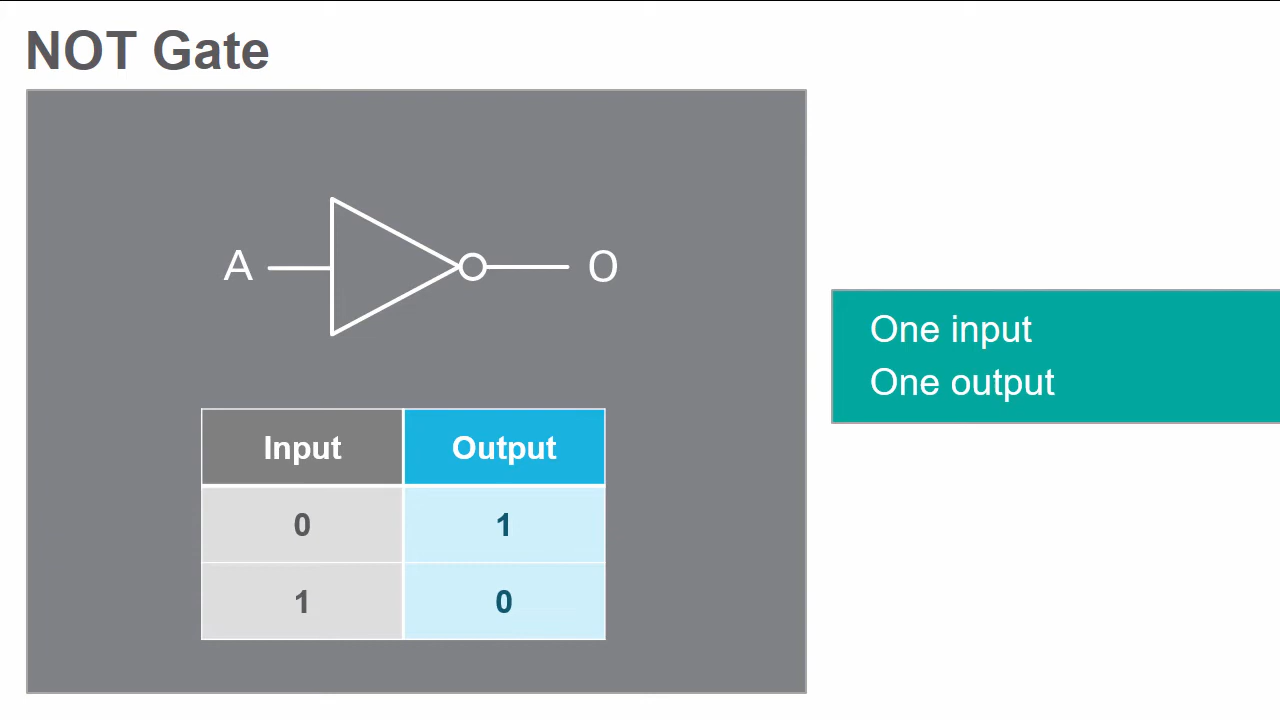 NOT Gate
A O
One input
One output
Input Output
0 1
1 0